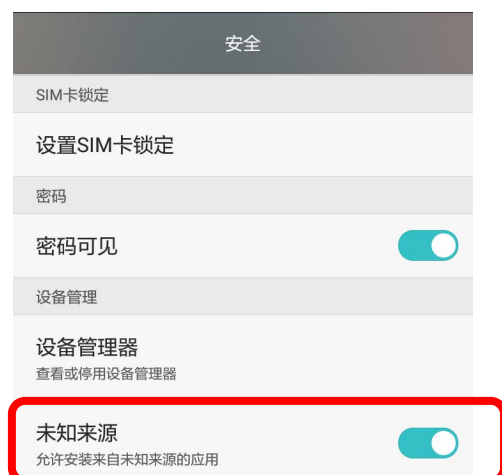 安全
SIM卡锁定
设置SIM卡锁定
密码
密码可见
设备管理
设备管理器
查看或停用设备管理器
未知来源
允许安装来自未知来源的应用